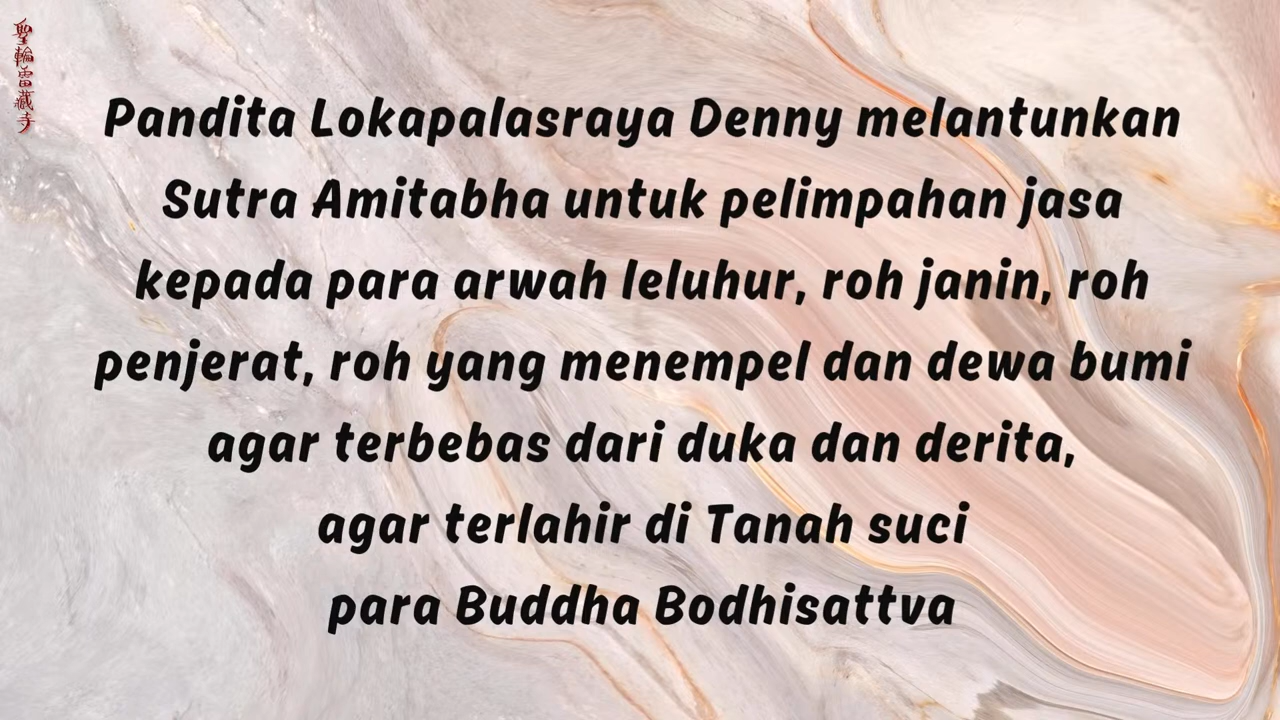 聖輪雷藏寺
Pandita Lokapalasraya Denny melantunkan
Sutra Amitabha untuk pelimpahan jasa
kepada para arwah leluhur, roh janin, roh
penjerat, roh yang menempel dan dewa bumi
agar terbebas dari duka dan derita,
agar terlahir di Tanah suci
para Buddha Bodhisattva